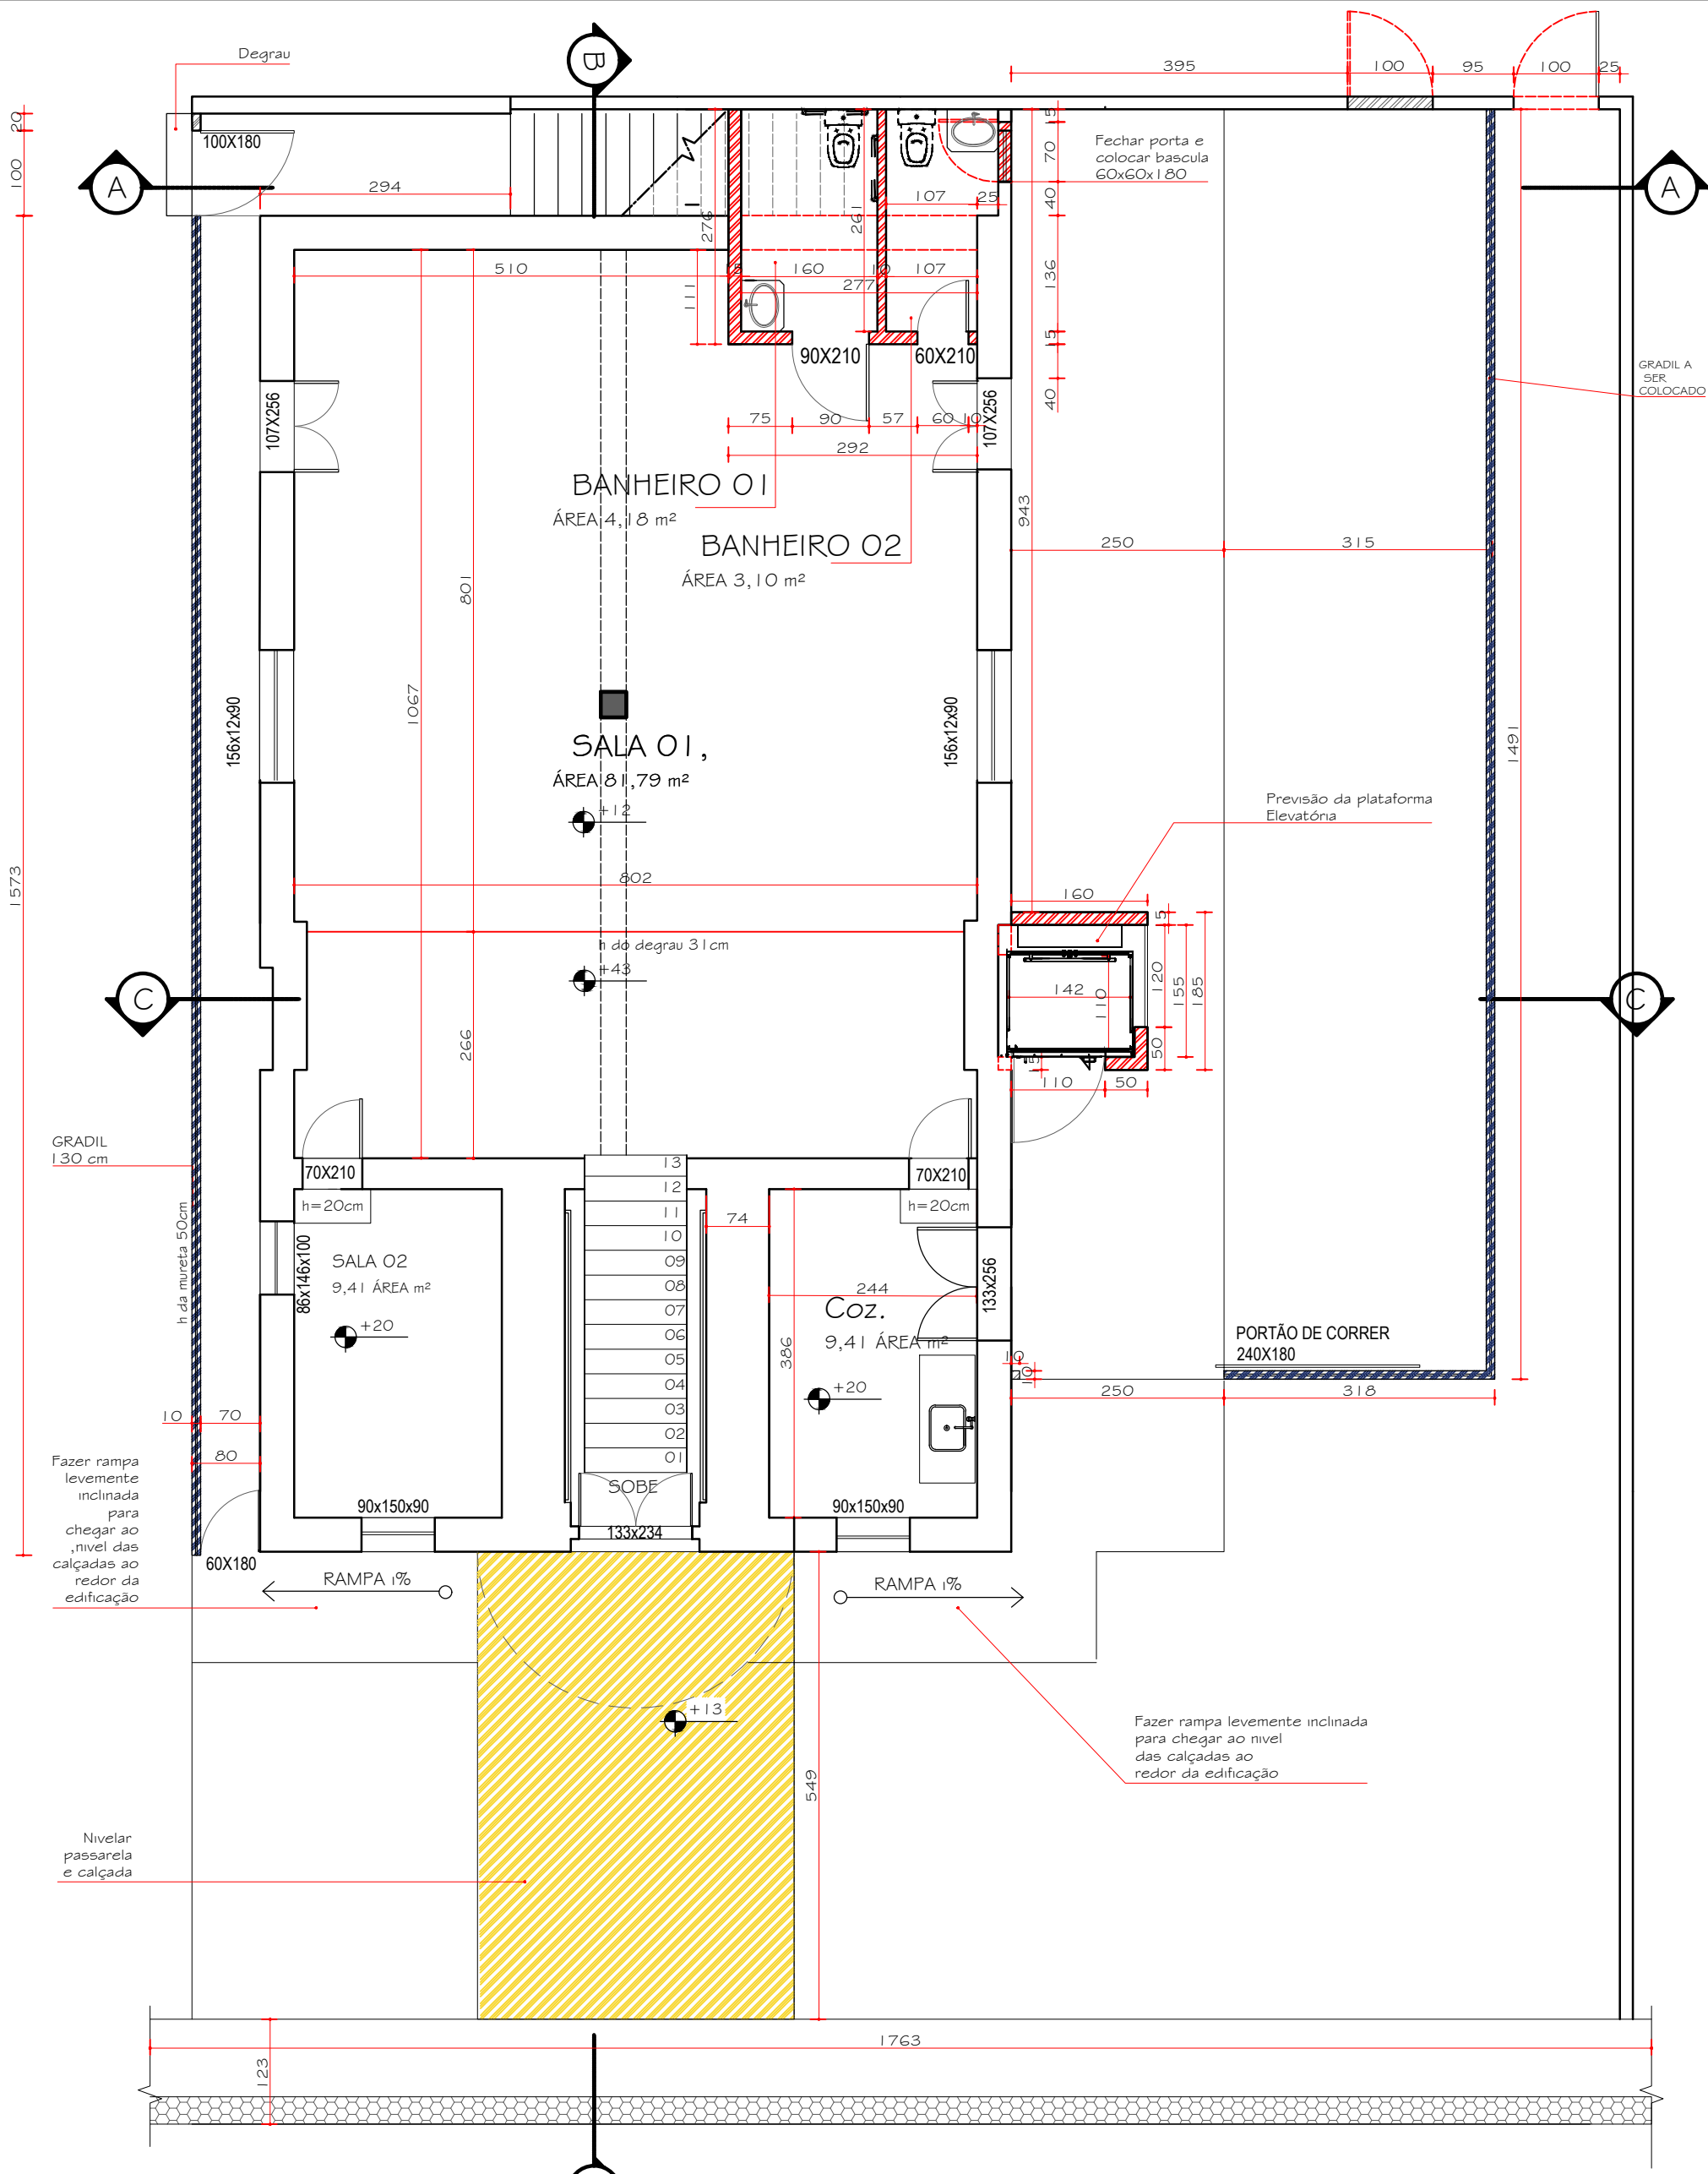 Degrau
B
395
100
95
100
25
20
100
100X180
A
294
A
Fechar porta e
colocar bascula
60x60x180
15
70
40
107
25
276
261
136
510
15
160
10
107
277
111
15
90X210
60X210
40
GRADIL A
SER
COLOCADO
107X256
107X256
75
90
57
60
10
292
BANHEIRO 01
ÁREA 4,18 m²
BANHEIRO 02
ÁREA 3,10 m²
943
250
315
801
1067
156x12x90
156x12x90
1491
SALA 01,
ÁREA 81,79 m²
+12
Previsão da plataforma
Elevatória
1573
802
160
15
h do degrau 31cm
+43
C
142
110
120
155
185
C
266
50
15
110
50
GRADIL
130 cm
70X210
70X210
h=20cm
h=20cm
13
12
11
10
09
08
07
06
05
04
03
02
01
74
h da mureta 50cm
86x146x100
SALA 02
9,41 ÁREA m²
+20
244
133x256
Coz.
9,41 ÁREA m²
386
+20
PORTÃO DE CORRER
240X180
10
10
250
318
10
70
80
SOBE
Fazer rampa
levemente
inclinada
para
chegar ao
,nivel das
calçadas ao
redor da
edificação
90x150x90
133x234
90x150x90
60X180
RAMPA 1%
RAMPA 1%
+13
549
Fazer rampa levemente inclinada
para chegar ao nivel
das calçadas ao
redor da edificação
Nivelar
passarela
e calçada
1763
123